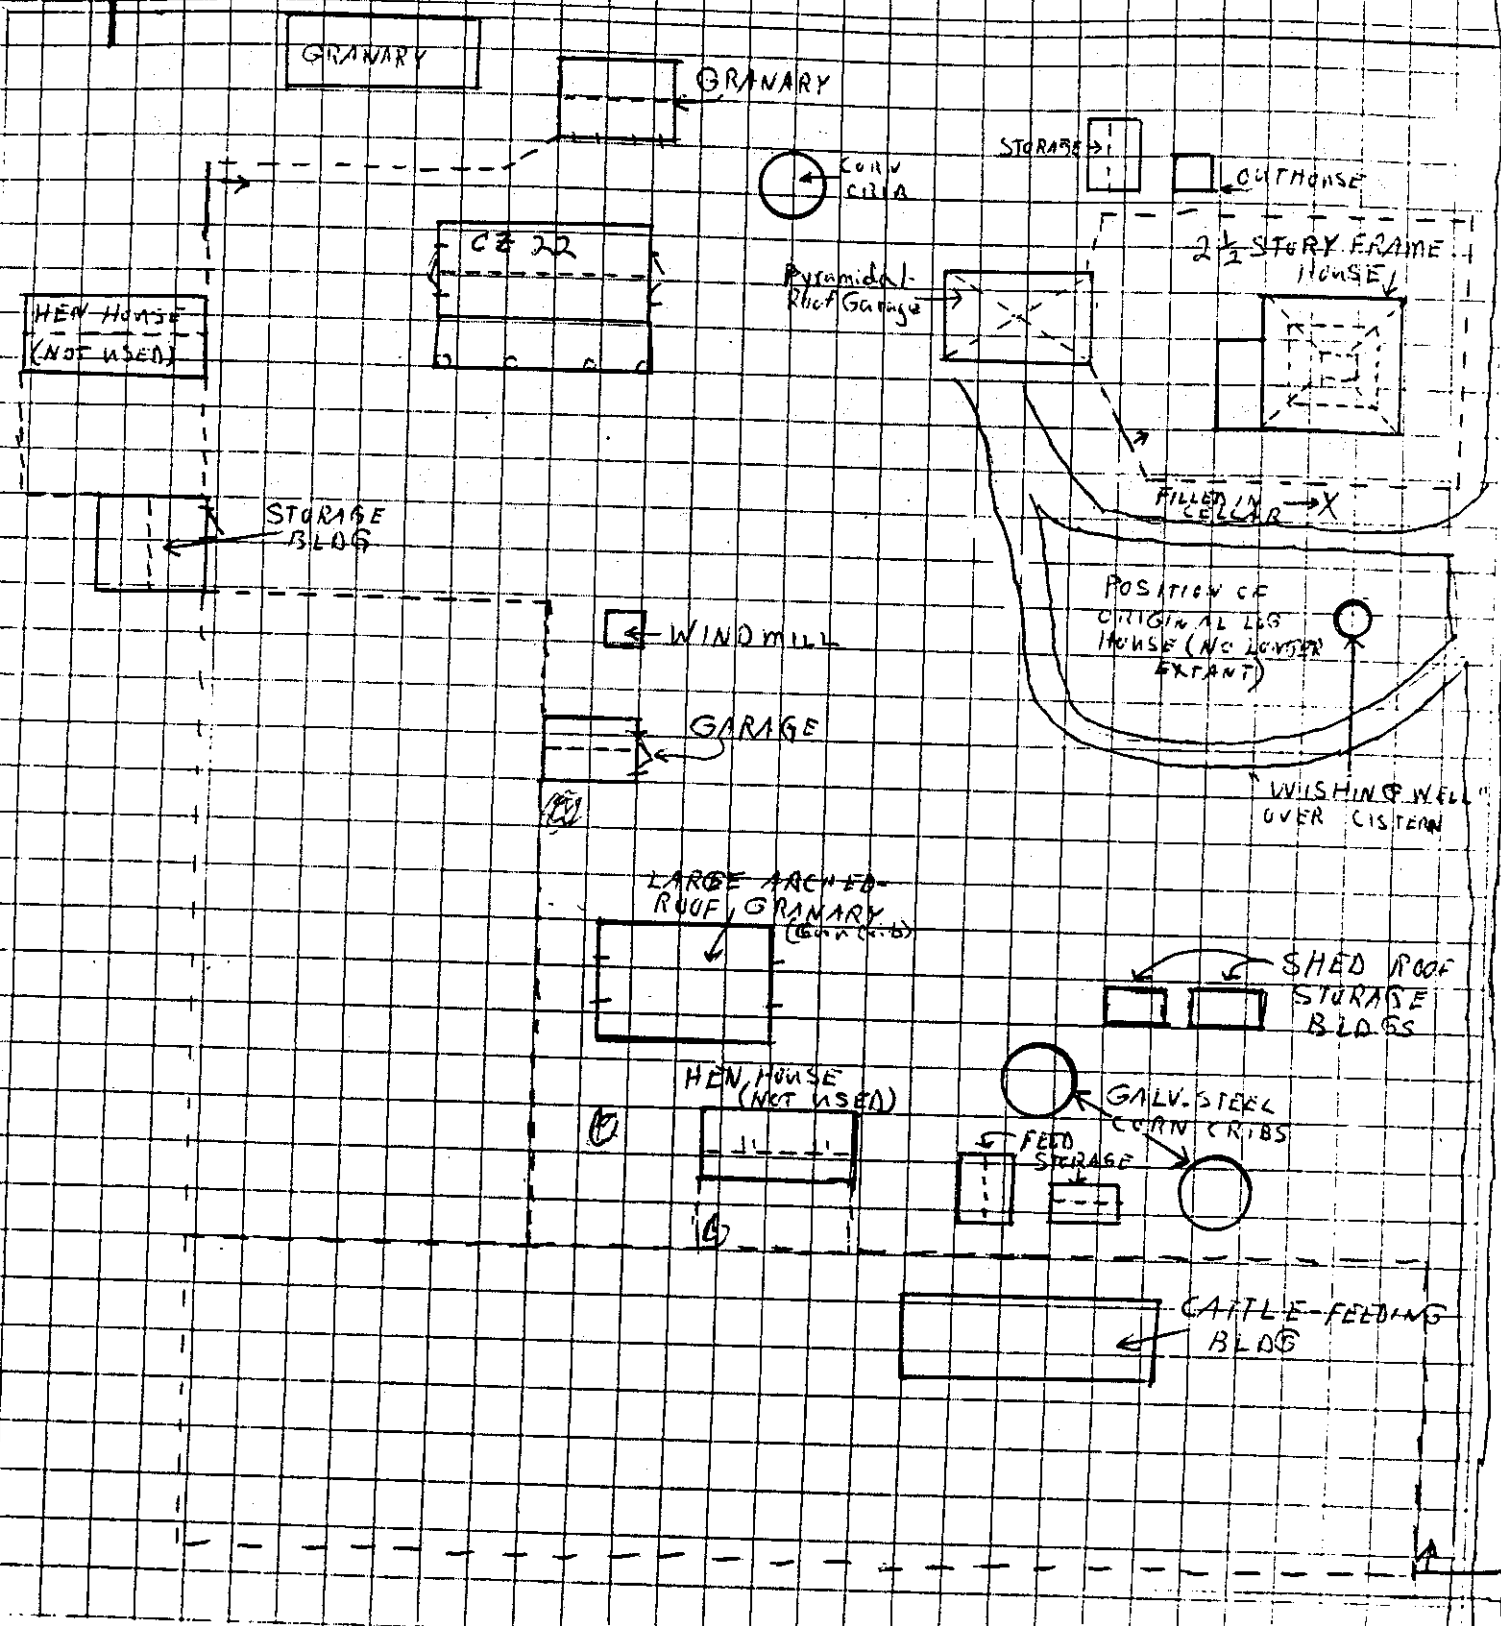 GRANARY
GRANARY
STORAGE
CORN
CRIB
OUTHOUSE
CZ 22
2 1/2 STORY FRAME
HOUSE
Pyramidal-
Roof Garage
HEN HOUSE
(NOT USED)
STORAGE
BLDG
FILLED IN
CELLAR
X
POSITION OF
ORIGINAL LOG
HOUSE (NO LONGER
EXTANT)
WINDMILL
GARAGE
"WISHING WELL"
OVER CISTERN
LARGE ARCHED-
ROOF GRANARY
(Corn Crib)
SHED ROOF
STORAGE
BLDGS
HEN HOUSE
(NOT USED)
GALV. STEEL
CORN CRIBS
FEED
STORAGE
CATTLE-FEEDING
BLDG